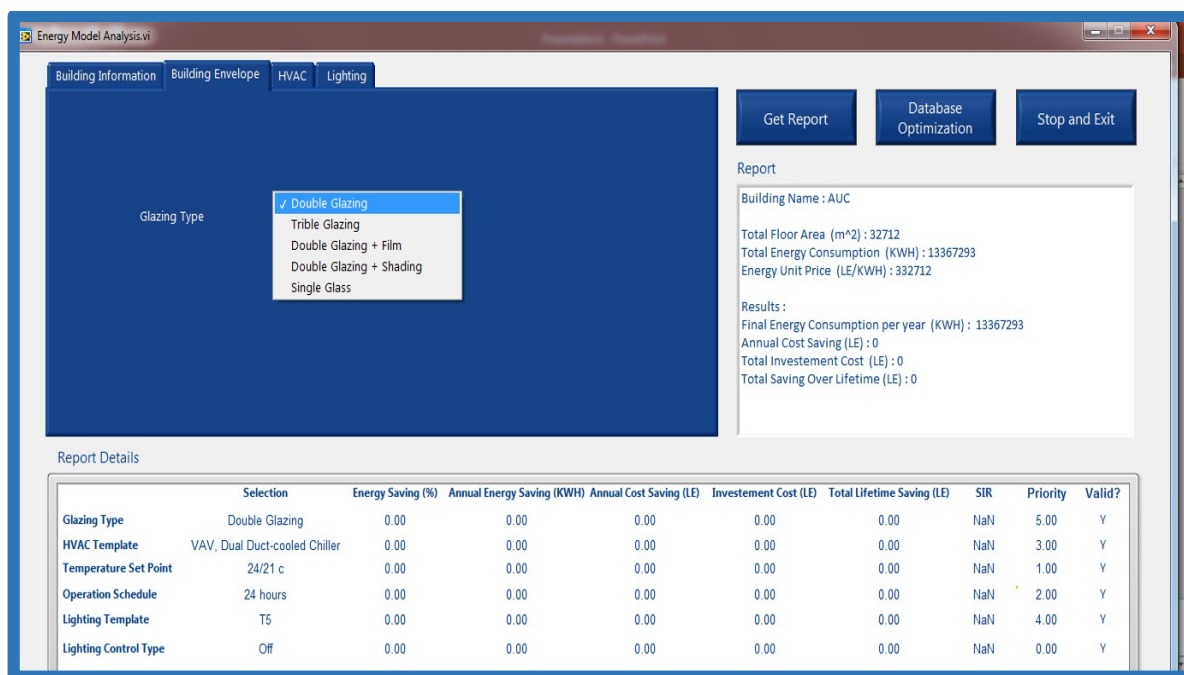 Energy Model Analysis.vi
Building Information Building Envelope HVAC Lighting
Glazing Type
✓ Double Glazing
Trible Glazing
Double Glazing + Film
Double Glazing + Shading
Single Glass
Get Report
Database
Optimization
Stop and Exit
Report
Building Name : AUC
Total Floor Area (m^2) : 32712
Total Energy Consumption (KWH) : 13367293
Energy Unit Price (LE/KWH) : 332712
Results :
Final Energy Consumption per year (KWH) : 13367293
Annual Cost Saving (LE) : 0
Total Investement Cost (LE) : 0
Total Saving Over Lifetime (LE) : 0
Report Details
Selection Energy Saving (%) Annual Energy Saving (KWH) Annual Cost Saving (LE) Investement Cost (LE) Total Lifetime Saving (LE) SIR Priority Valid?
Glazing Type Double Glazing 0.00 0.00 0.00 0.00 0.00 NaN 5.00 Y
HVAC Template VAV, Dual Duct-cooled Chiller 0.00 0.00 0.00 0.00 0.00 NaN 3.00 Y
Temperature Set Point 24/21 c 0.00 0.00 0.00 0.00 0.00 NaN 1.00 Y
Operation Schedule 24 hours 0.00 0.00 0.00 0.00 0.00 NaN 2.00 Y
Lighting Template T5 0.00 0.00 0.00 0.00 0.00 NaN 4.00 Y
Lighting Control Type Off 0.00 0.00 0.00 0.00 0.00 NaN 0.00 Y